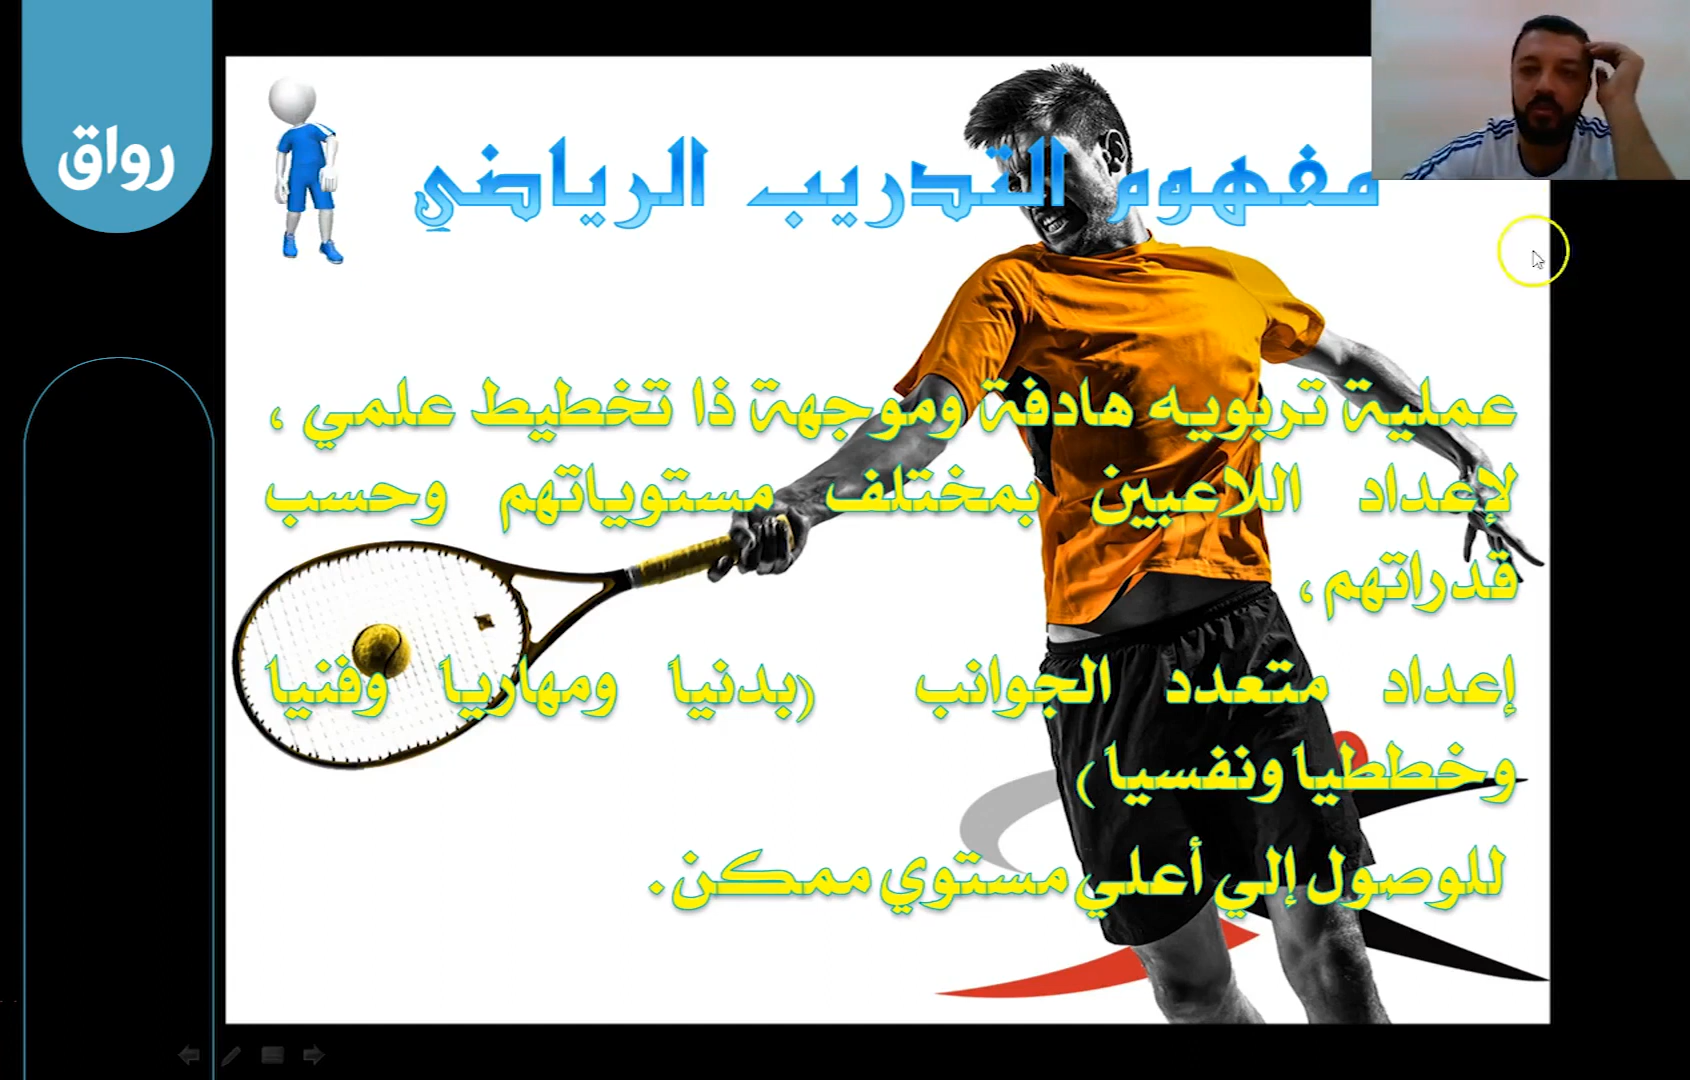 رواق
مفهوم التدريب الرياضي
عملية تربويه هادفة وموجهة ذا تخطيط علمي ،
لإعداد اللاعبين بمختلف مستوياتهم وحسب
قدراتهم ،
إعداد متعدد الجوانب (بدنيا ومهاريا وفنيا
وخططيا ونفسيا )
للوصول إلي أعلي مستوي ممكن .